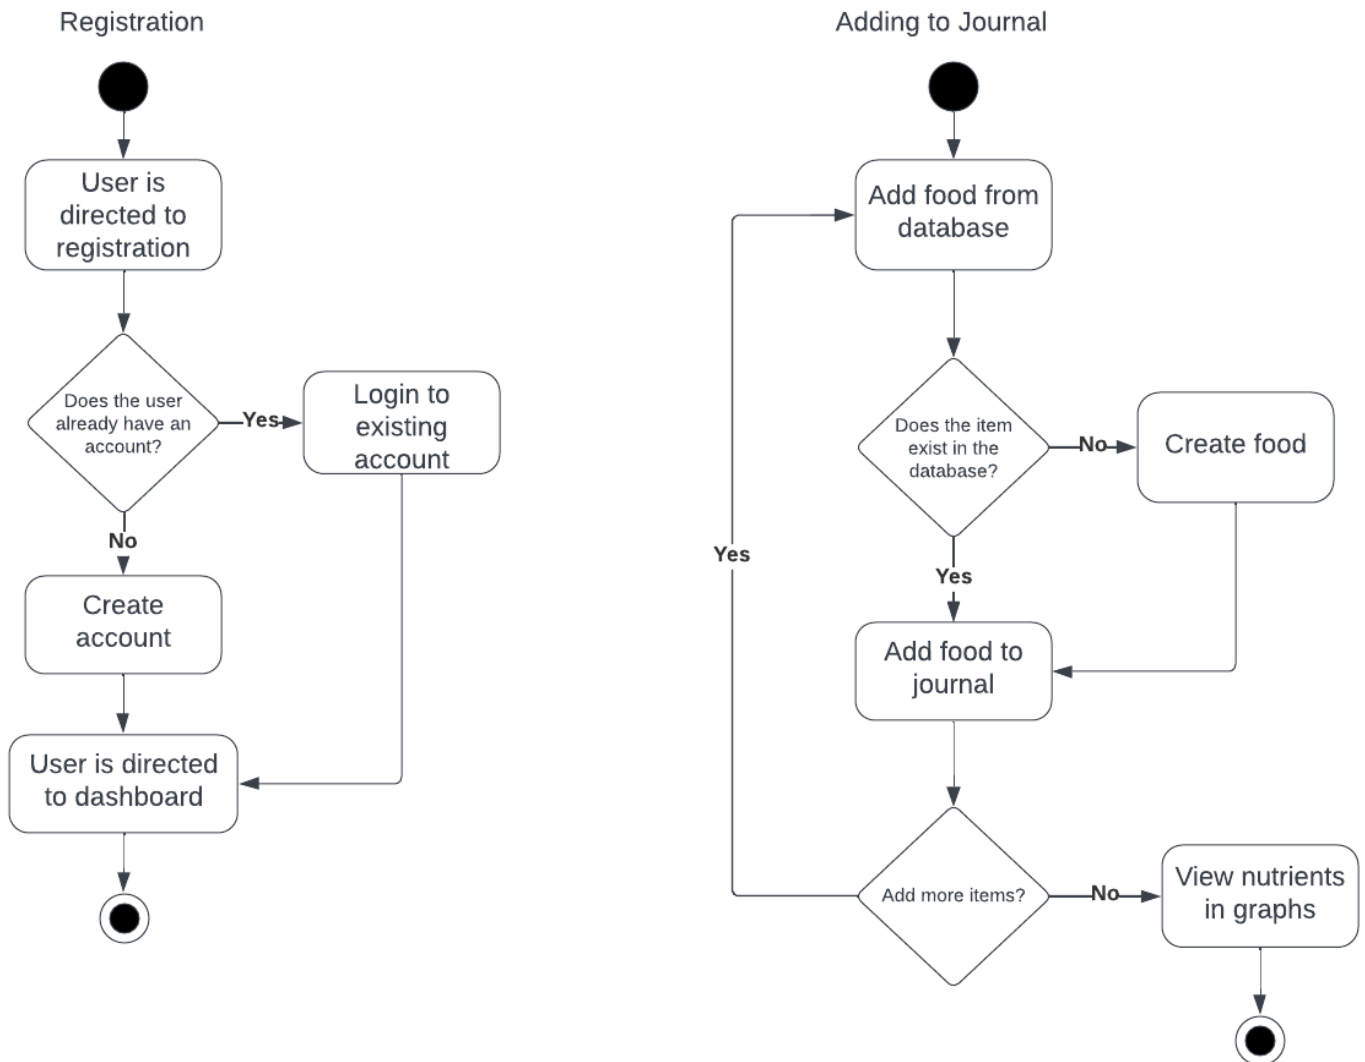 Registration
User is
directed to
registration
Does the user
already have an
account?
Yes
Login to
existing
account
No
Create
account
User is directed
to dashboard
Adding to Journal
Add food from
database
Does the item
exist in the
database?
No
Create food
Yes
Add food to
journal
Add more items?
Yes
No
View nutrients
in graphs